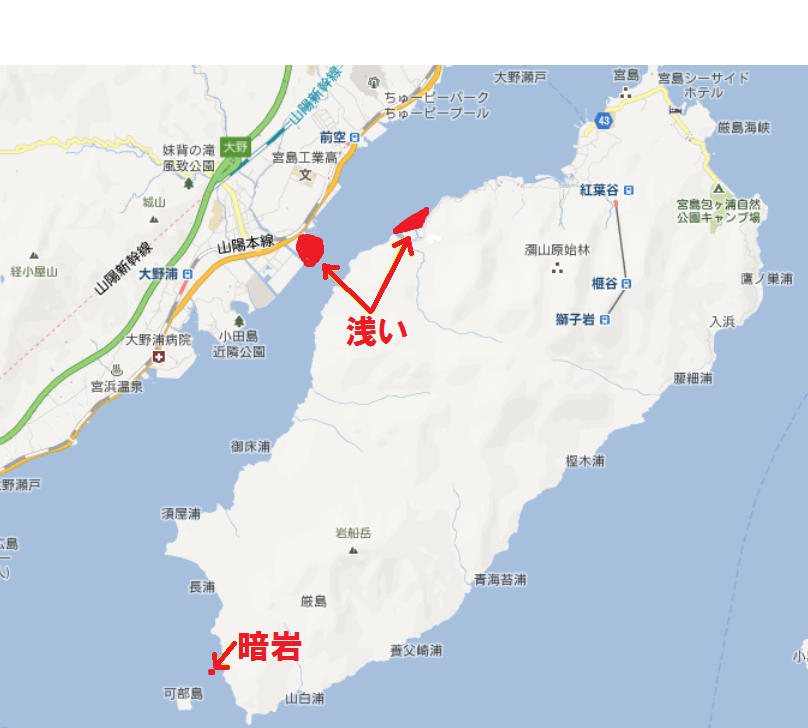 大野瀬戸
宮島
宮島シーサイド
ホテル
山陽新幹線
ちゅーピーパーク
ちゅーピープール
43
厳島海峡
前空
大野
妹背の滝
風致公園
宮島工業高
文
紅葉谷
宮島包ヶ浦自然
公園キャンプ場
城山
山陽本線
瀰山原始林
経小屋山
山陽新幹線
大野浦
榧谷
鷹ノ巣浦
獅子岩
入浜
浅い
小田島
近隣公園
大野浦病院
宮浜温泉
腰細浦
御床浦
樫木浦
大野瀬戸
須屋浦
岩船岳
広島
長浦
青海苔浦
厳島
暗岩
養父崎浦
可部島
山白浦